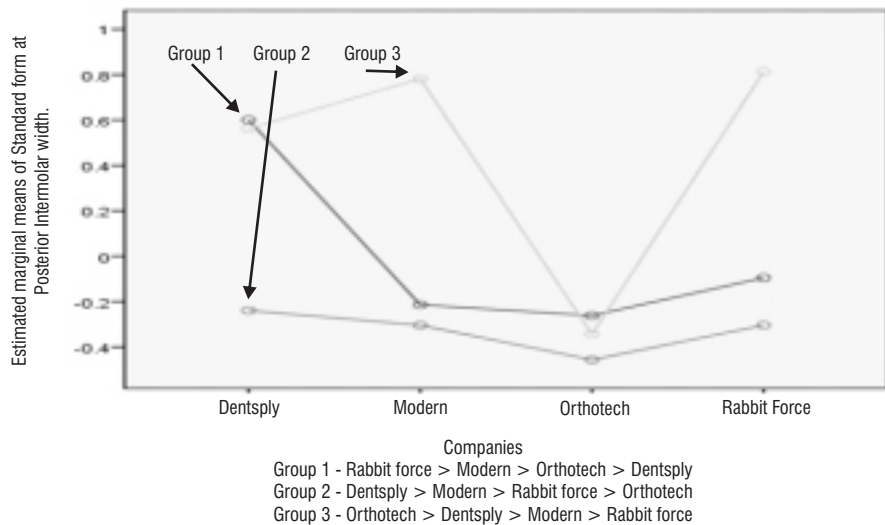 Estimated marginal means of Standard form at
Posterior Intermolar width.
1
0.8
0.6
0.4
0.2
0
-0.2
-0.4
Group 1
Group 2
Group 3
Dentsply
Modern
Orthotech
Rabbit Force
Companies
Group 1 - Rabbit force > Modern > Orthotech > Dentsply
Group 2 - Dentsply > Modern > Rabbit force > Orthotech
Group 3 - Orthotech > Dentsply > Modern > Rabbit force